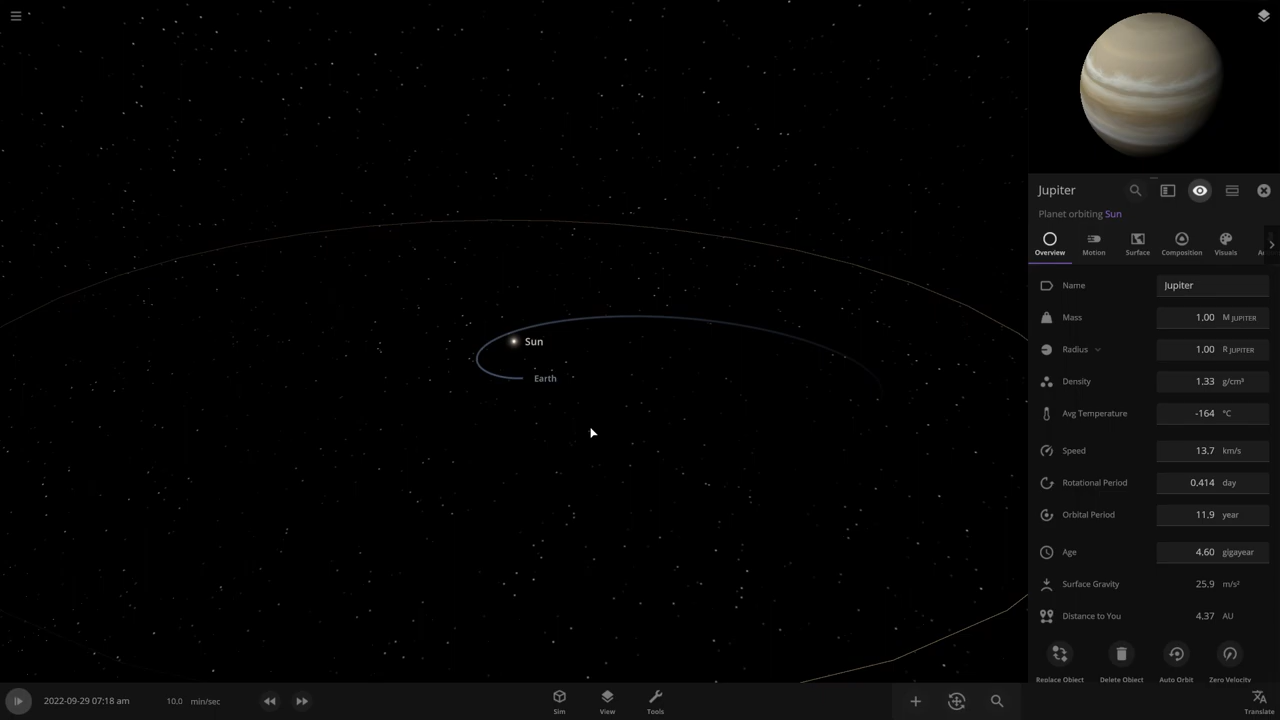 Sun
Earth
Jupiter
Planet orbiting Sun
Overview Motion Surface Composition Visuals
Name Jupiter
Mass 1,00 M JUPITER
Radius 1,00 R JUPITER
Density 1,33 g/cm³
Avg Temperature -164 °C
Speed 13,7 km/s
Rotational Period 0,414 day
Orbital Period 11,9 year
Age 4,60 gigayear
Surface Gravity 25,9 m/s²
Distance to You 4,37 AU
Replace Object Delete Object Auto Orbit Zero Velocity
2022-09-29 07:18 am 10,0 min/sec Sim View Tools Translate